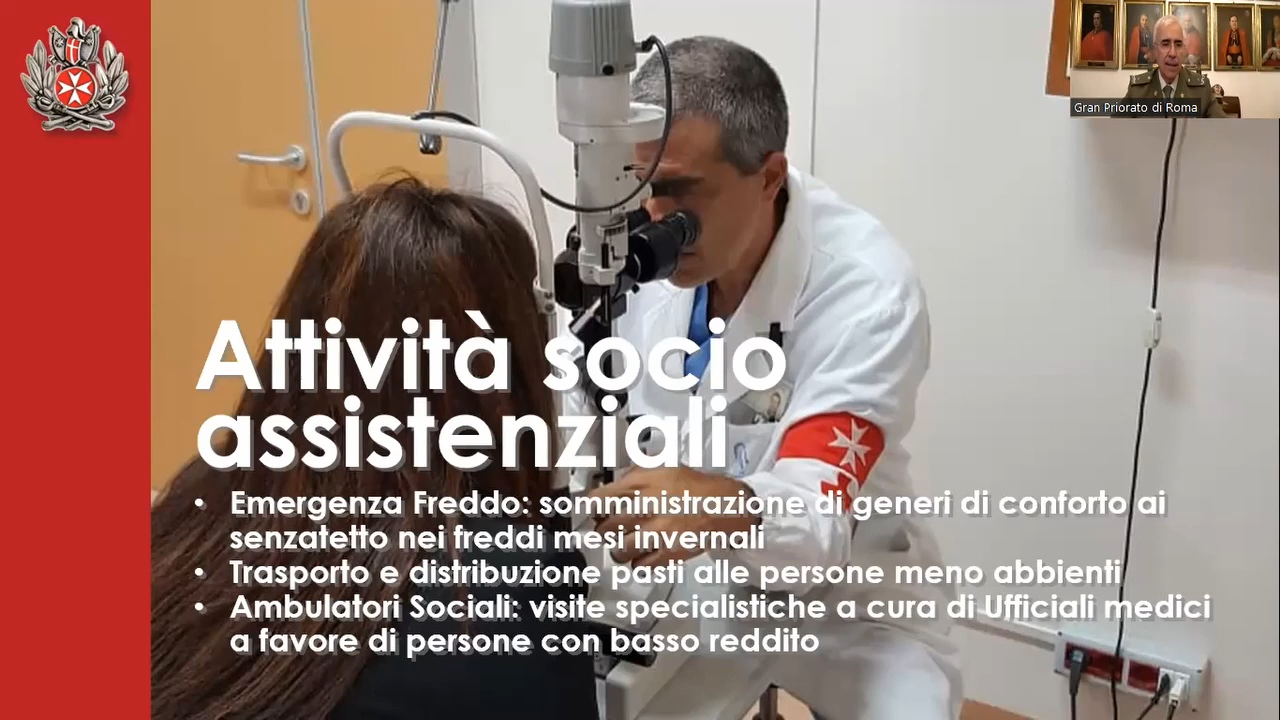 Gran Priorato di Roma
Attività socio
assistenziali
• Emergenza Freddo: somministrazione di generi di conforto ai
senzatetto nei freddi mesi invernali
• Trasporto e distribuzione pasti alle persone meno abbienti
• Ambulatori Sociali: visite specialistiche a cura di Ufficiali medici
a favore di persone con basso reddito